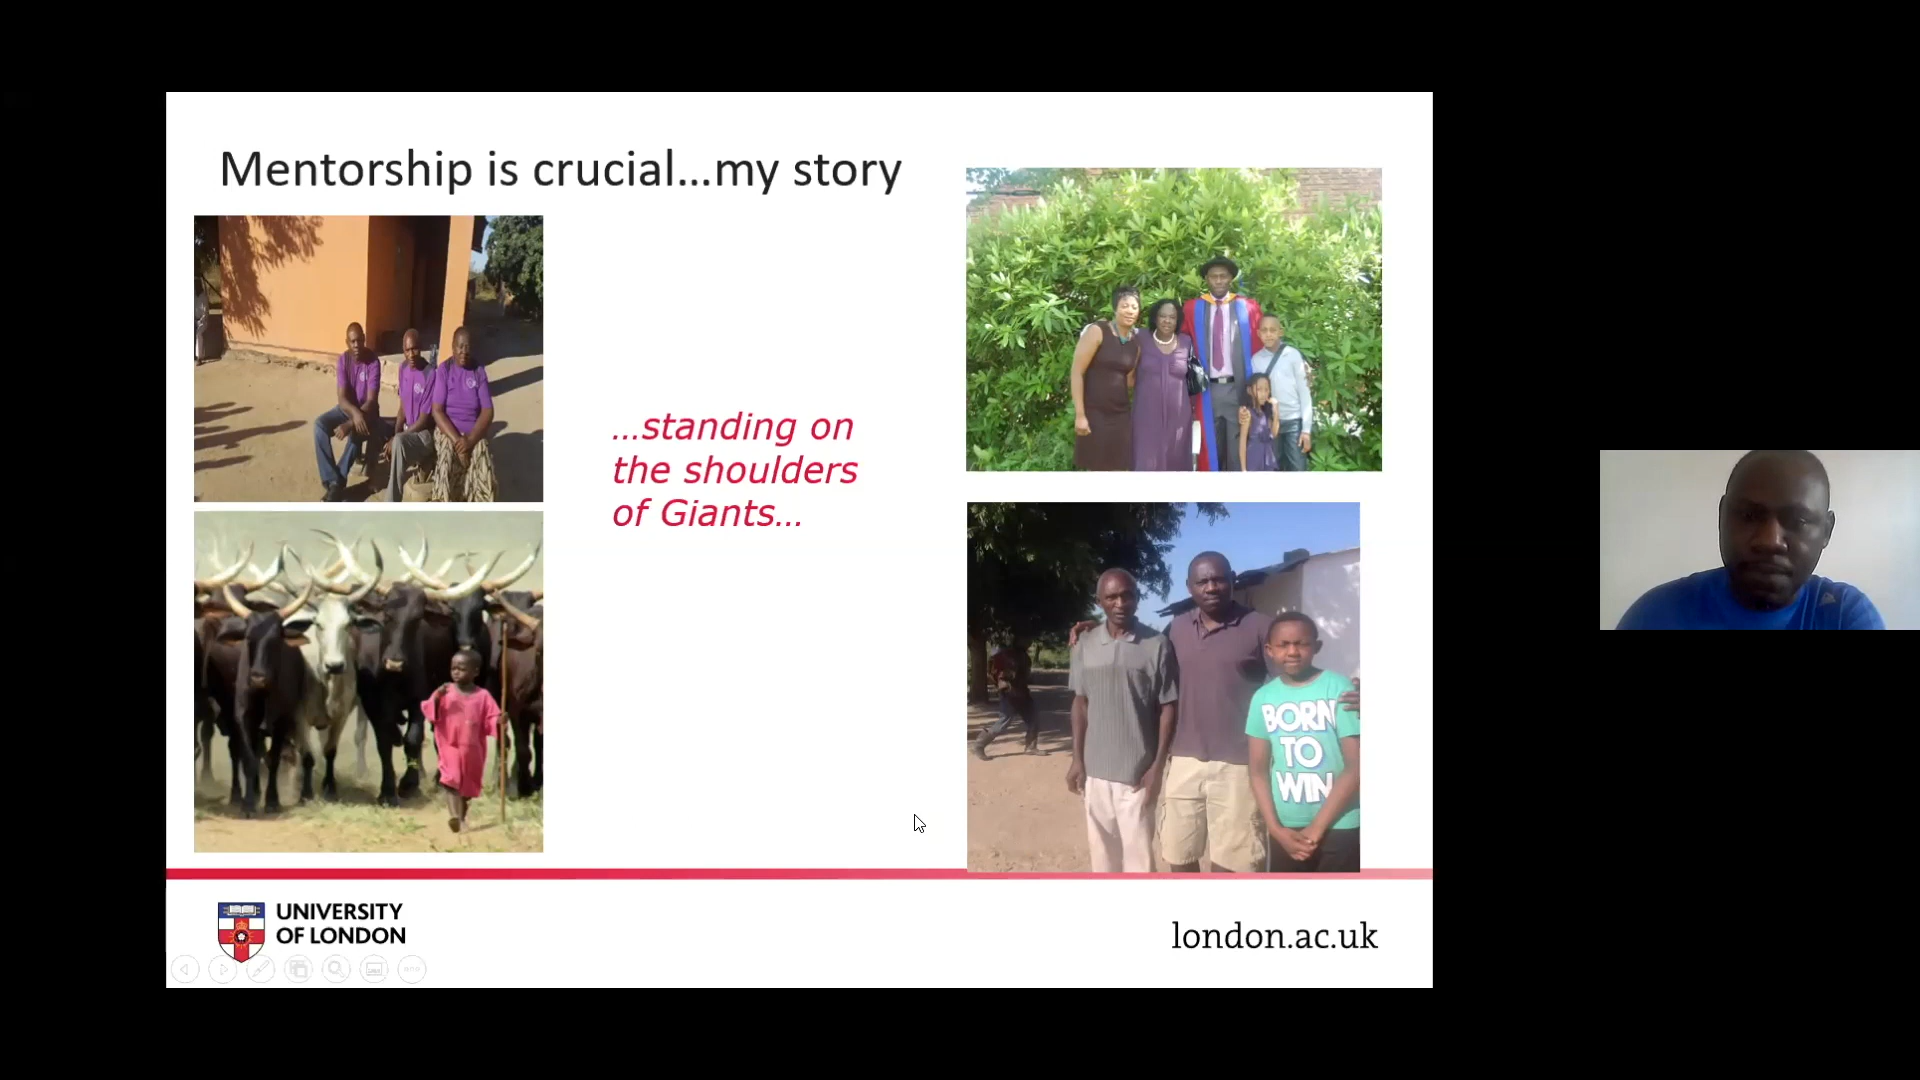 Mentorship is crucial...my story
...standing on
the shoulders
of Giants...
BORN
TO
WIN
UNIVERSITY
OF LONDON
london.ac.uk